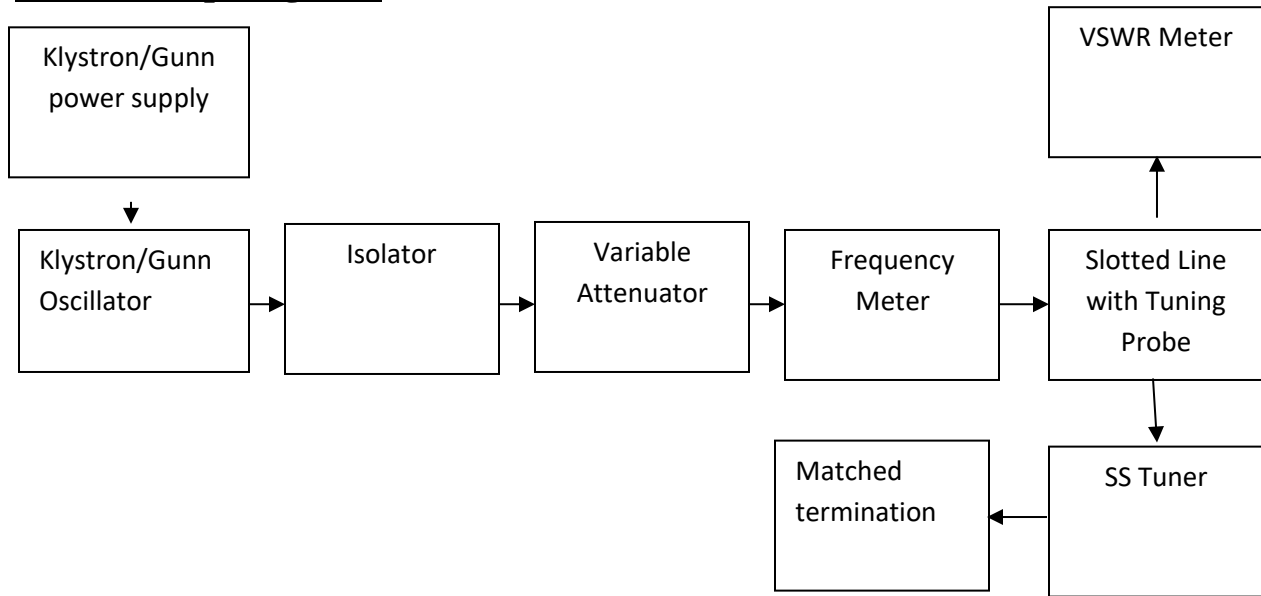 Klystron/Gunn
power supply
VSWR Meter
Klystron/Gunn
Oscillator
Isolator
Variable
Attenuator
Frequency
Meter
Slotted Line
with Tuning
Probe
Matched
termination
SS Tuner